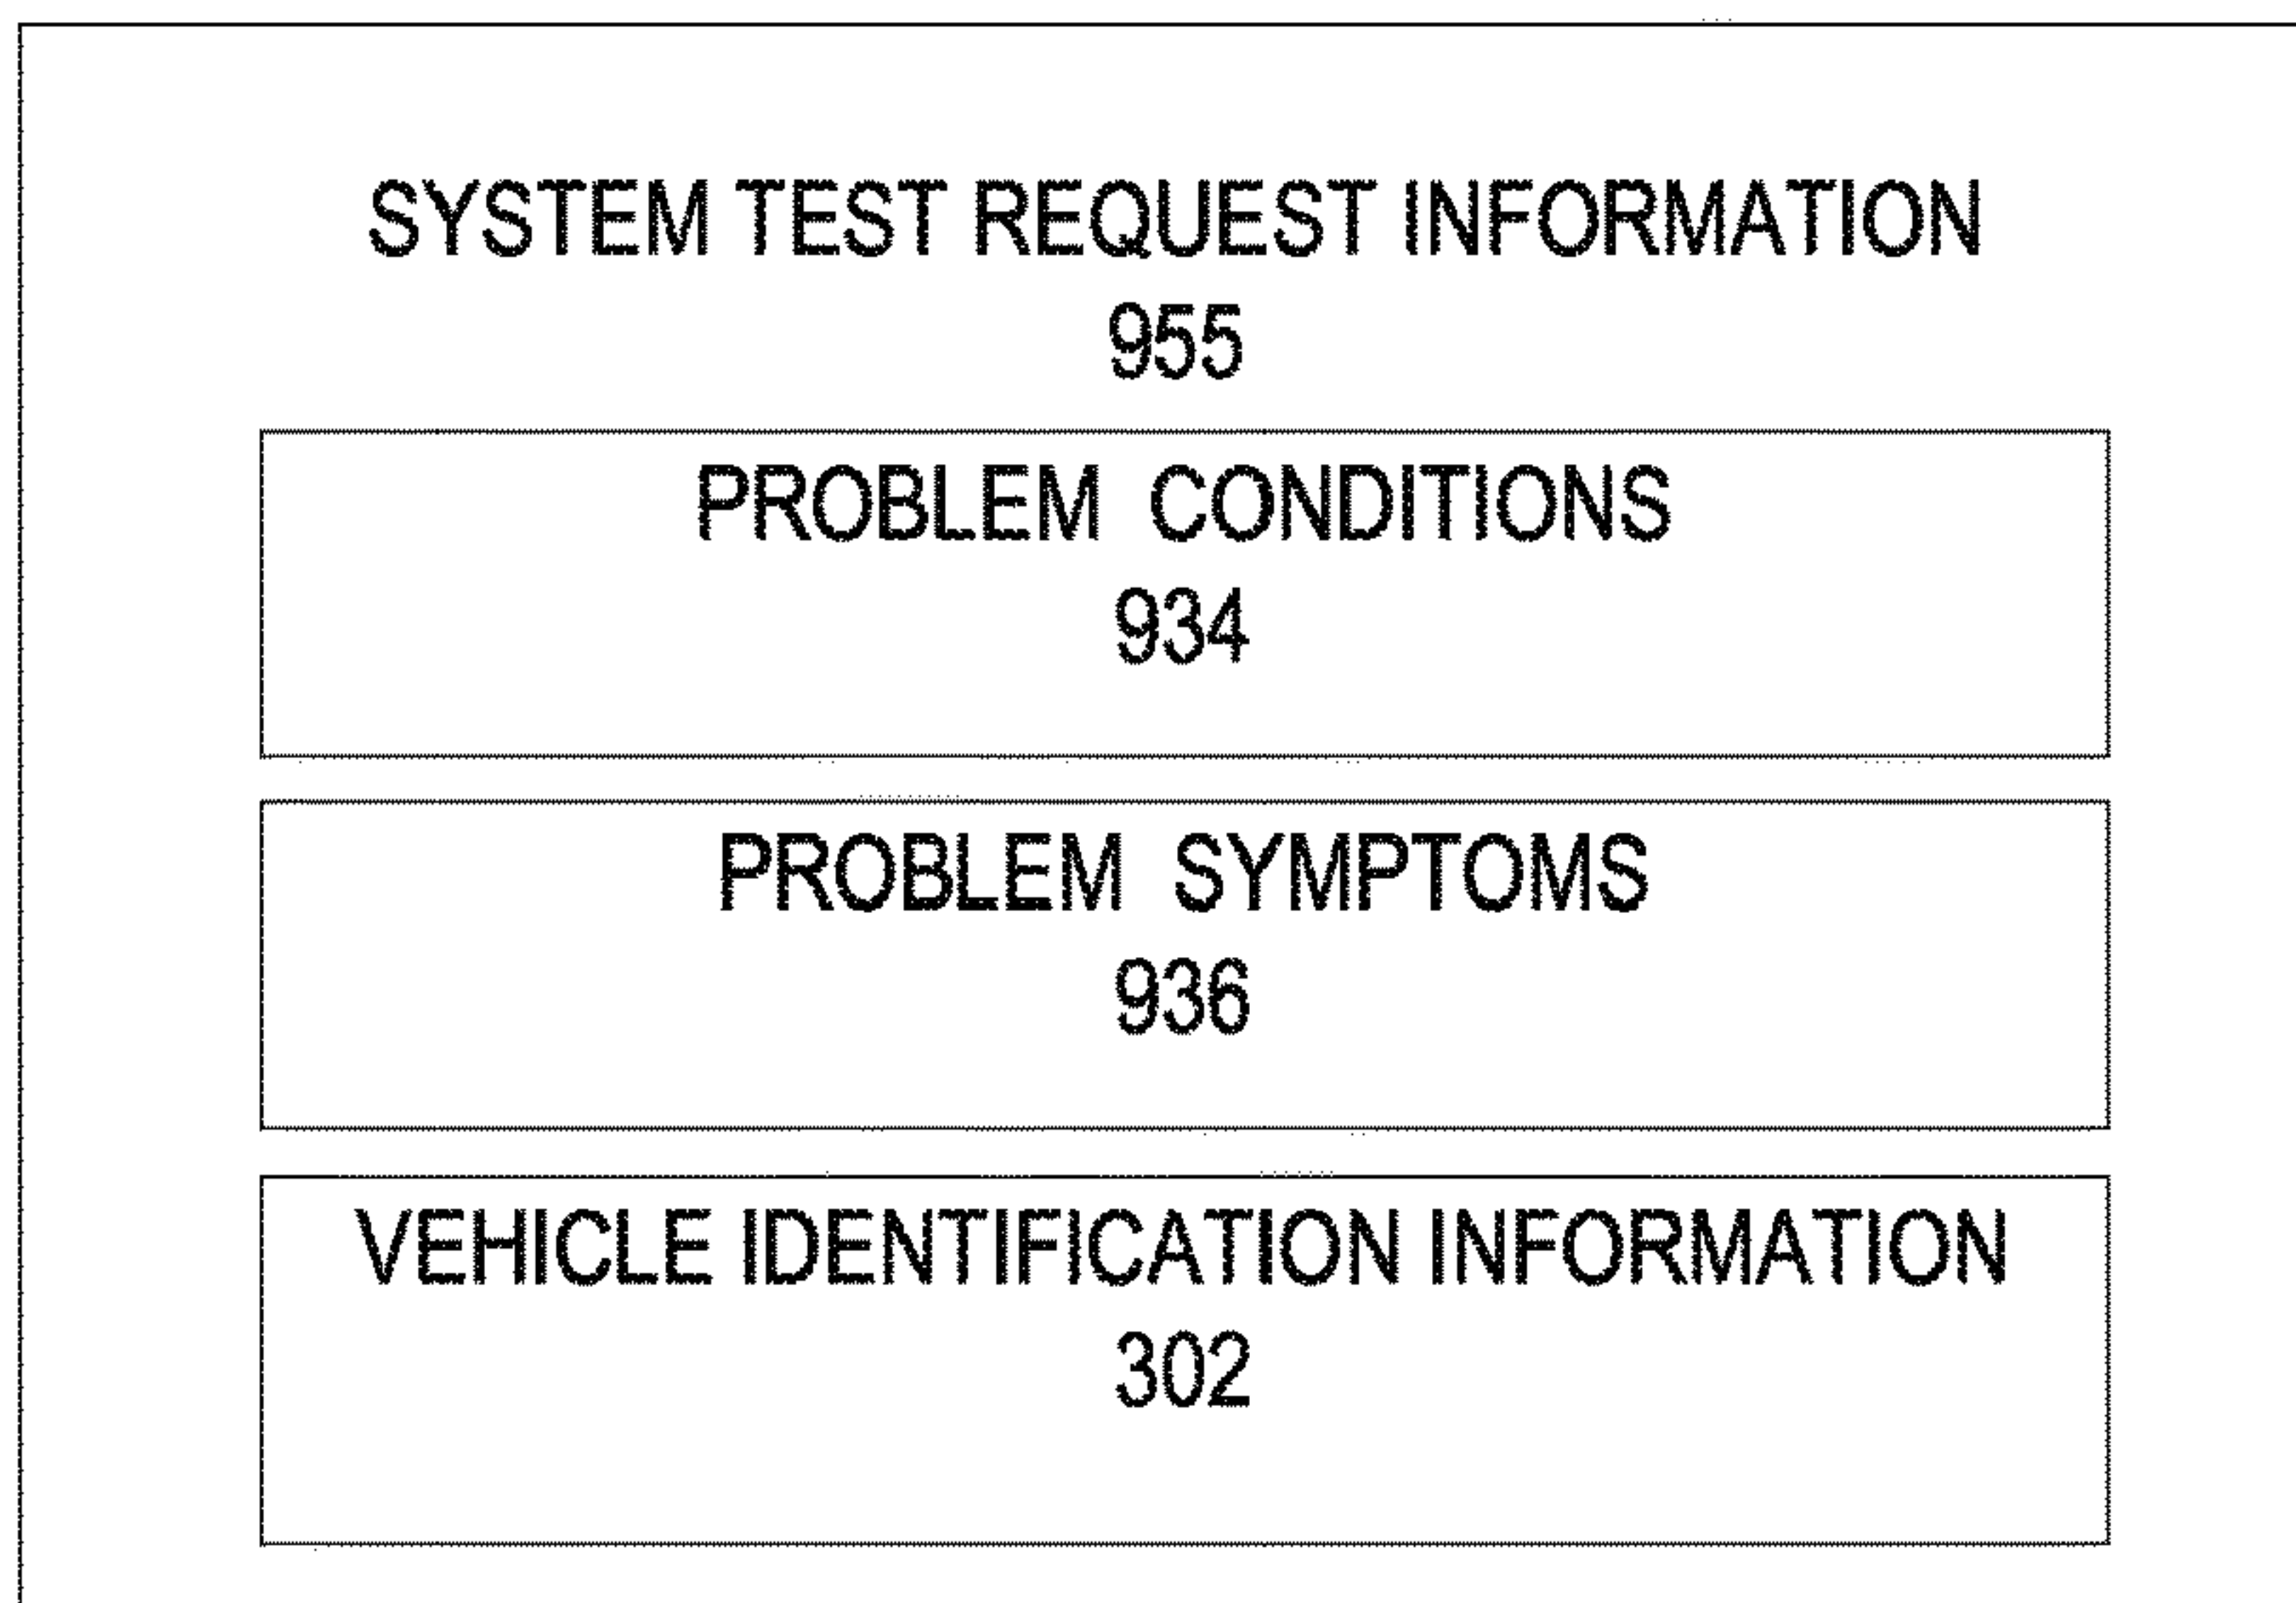 SYSTEM TEST REQUEST INFORMATION
955
PROBLEM CONDITIONS
934
PROBLEM SYMPTOMS
936
VEHICLE IDENTIFICATION INFORMATION
302